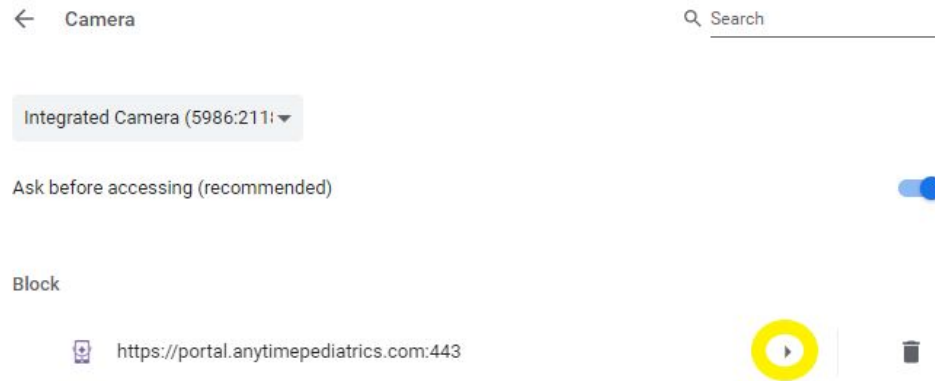 Camera
Search
Integrated Camera (5986:211
Ask before accessing (recommended)
Block
https://portal.anytimepediatrics.com:443